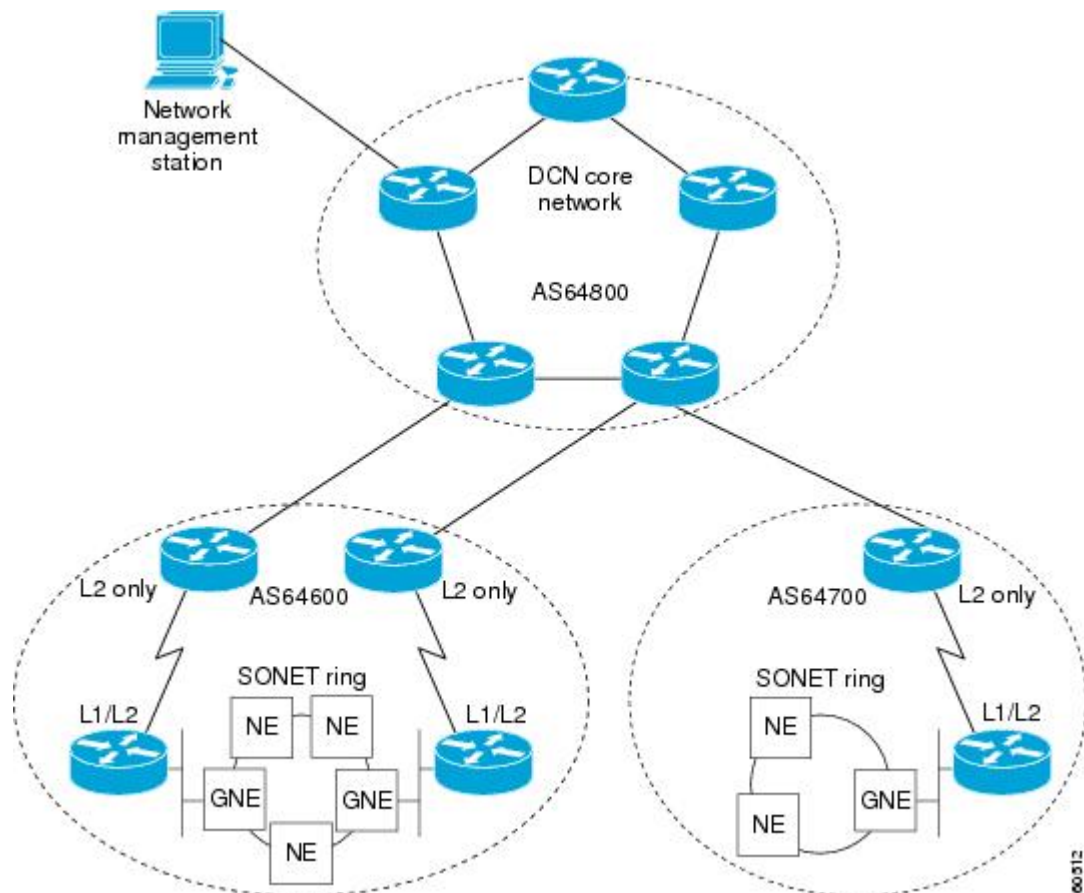 Network
management
station
DCN core
network
AS64800
L2 only
AS64600
L2 only
AS64700
L2 only
SONET ring
SONET ring
L1/L2
NE
NE
L1/L2
NE
L1/L2
GNE
GNE
GNE
NE
NE
60512